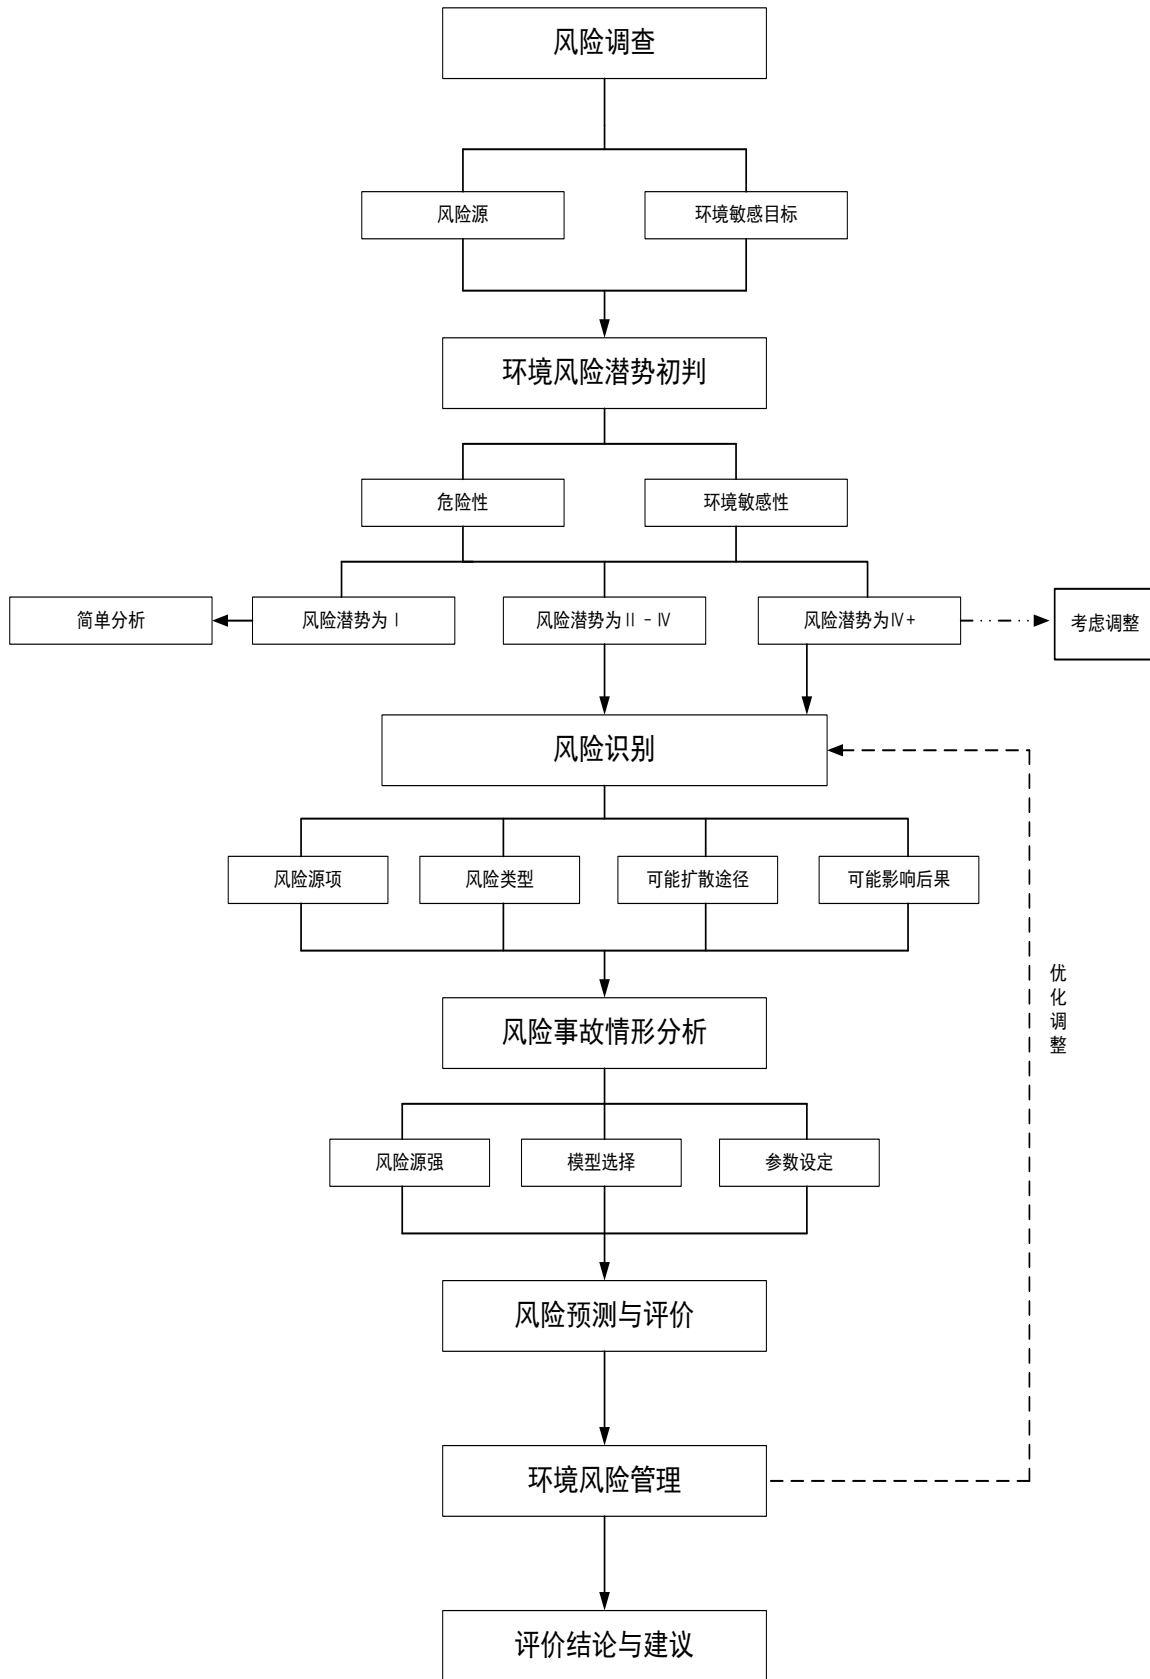 风险调查
风险源
环境敏感目标
环境风险潜势初判
危险性
环境敏感性
简单分析
风险潜势为Ⅰ
风险潜势为Ⅱ - Ⅳ
风险潜势为Ⅳ+
考虑调整
风险识别
风险源项
风险类型
可能扩散途径
可能影响后果
优化调整
风险事故情形分析
风险源强
模型选择
参数设定
风险预测与评价
环境风险管理
评价结论与建议